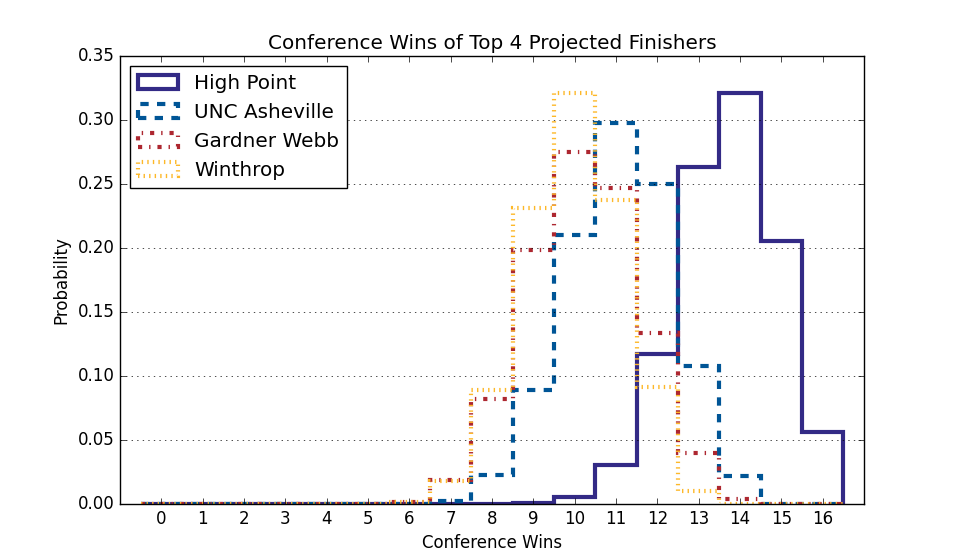 Conference Wins of Top 4 Projected Finishers
0.35
0.30
0.25
0.20
0.15
0.10
0.05
0.00
Probability
High Point
UNC Asheville
Gardner Webb
Winthrop
0 1 2 3 4 5 6 7 8 9 10 11 12 13 14 15 16
Conference Wins